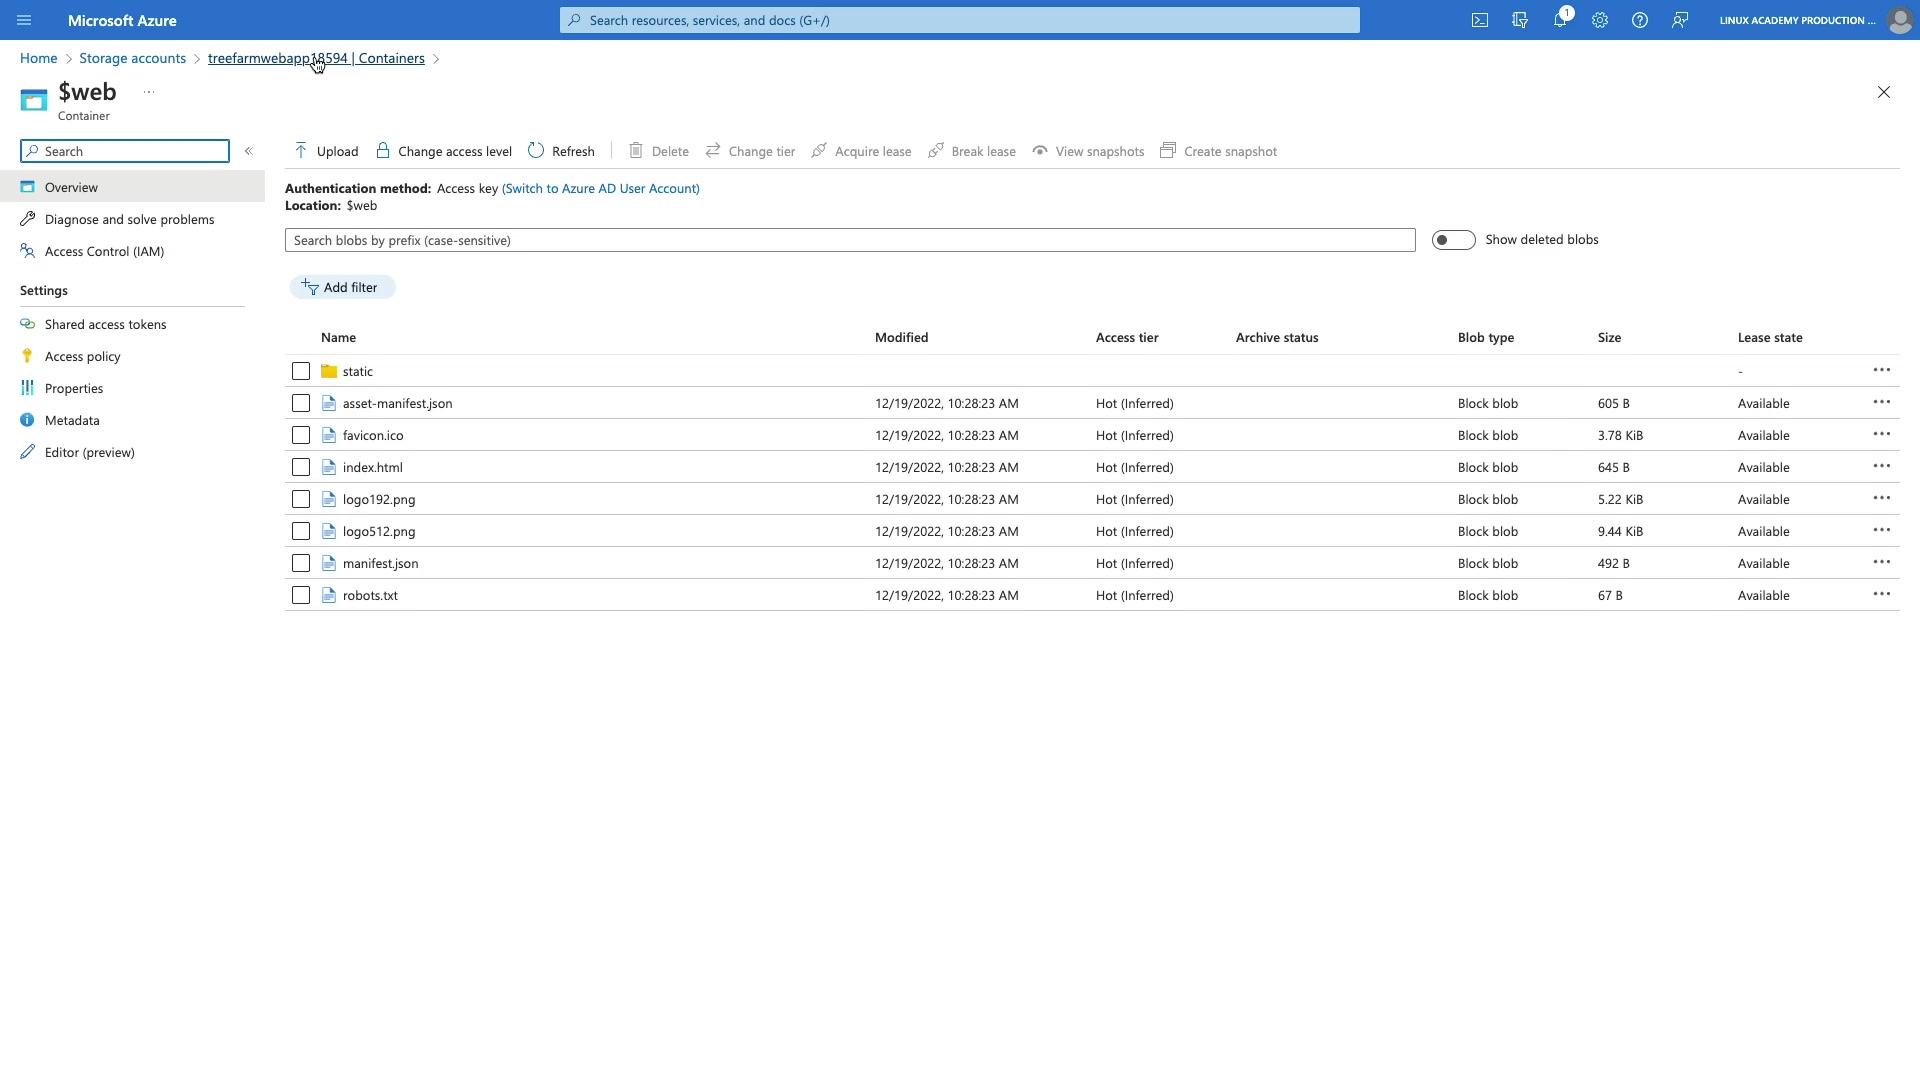 Microsoft Azure
Search resources, services, and docs (G+/)
1
LINUX ACADEMY PRODUCTION ...
Home > Storage accounts > treefarmwebapp18594 | Containers >
$web ...
Container
Search «
Upload Change access level Refresh Delete Change tier Acquire lease Break lease View snapshots Create snapshot
Overview
Diagnose and solve problems
Access Control (IAM)
Settings
Shared access tokens
Access policy
Properties
Metadata
Editor (preview)
Authentication method: Access key (Switch to Azure AD User Account)
Location: $web
Search blobs by prefix (case-sensitive)
Show deleted blobs
Add filter
Name Modified Access tier Archive status Blob type Size Lease state
static - ...
asset-manifest.json 12/19/2022, 10:28:23 AM Hot (Inferred) Block blob 605 B Available ...
favicon.ico 12/19/2022, 10:28:23 AM Hot (Inferred) Block blob 3.78 KiB Available ...
index.html 12/19/2022, 10:28:23 AM Hot (Inferred) Block blob 645 B Available ...
logo192.png 12/19/2022, 10:28:23 AM Hot (Inferred) Block blob 5.22 KiB Available ...
logo512.png 12/19/2022, 10:28:23 AM Hot (Inferred) Block blob 9.44 KiB Available ...
manifest.json 12/19/2022, 10:28:23 AM Hot (Inferred) Block blob 492 B Available ...
robots.txt 12/19/2022, 10:28:23 AM Hot (Inferred) Block blob 67 B Available ...